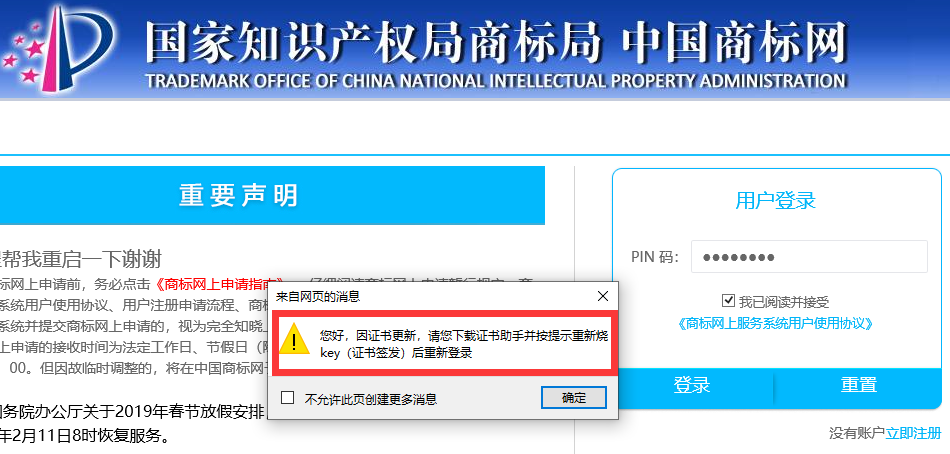 国家知识产权局商标局 中国商标网
TRADEMARK OFFICE OF CHINA NATIONAL INTELLECTUAL PROPERTY ADMINISTRATION
重要声明
帮我重启一下谢谢
标网上申请前，务必点击《商标网上申请指南》
系统用户使用协议、用户注册申请流程、商标
系统并提交商标网上申请的，视为完全知晓
上申请的接收时间为法定工作日、节假日
00。但因故临时调整的，将在中国商标网
务院办公厅关于2019年春节放假安排
年2月11日8时恢复服务。
来自网页的消息
您好，因证书更新，请您下载证书助手并按提示重新烧
key（证书签发）后重新登录
不允许此页创建更多消息
确定
用户登录
PIN 码：
我已阅读并接受
《商标网上服务系统用户使用协议》
登录
重置
没有账户立即注册